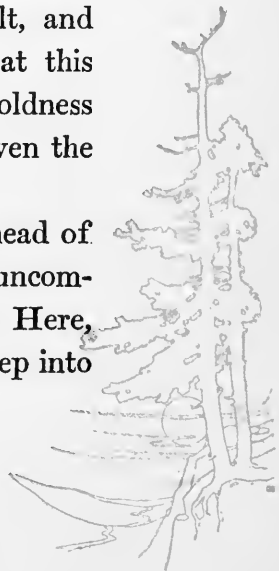 lt, and
at this
oldness
ven the
head of
uncom-
Here,
ep into